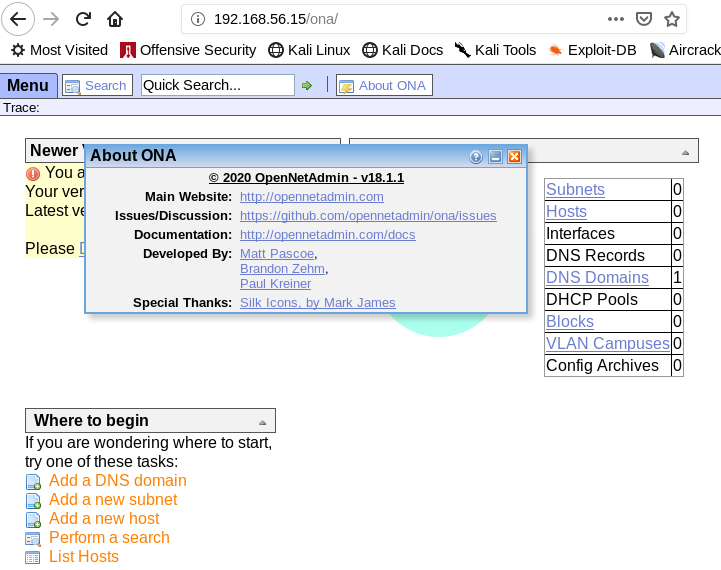 192.168.56.15/ona/
Most Visited Offensive Security Kali Linux Kali Docs Kali Tools Exploit-DB Aircrack
Menu Search Quick Search... About ONA
Trace:
Newer
About ONA
© 2020 OpenNetAdmin - v18.1.1
Main Website: http://opennetadmin.com
Issues/Discussion: https://github.com/opennetadmin/ona/issues
Documentation: http://opennetadmin.com/docs
Developed By: Matt Pascoe,
Brandon Zehm,
Paul Kreiner
Special Thanks: Silk Icons, by Mark James
You a
Your ver
Latest ve
Please
Subnets 0
Hosts 0
Interfaces 0
DNS Records 0
DNS Domains 1
DHCP Pools 0
Blocks 0
VLAN Campuses 0
Config Archives 0
Where to begin
If you are wondering where to start,
try one of these tasks:
Add a DNS domain
Add a new subnet
Add a new host
Perform a search
List Hosts